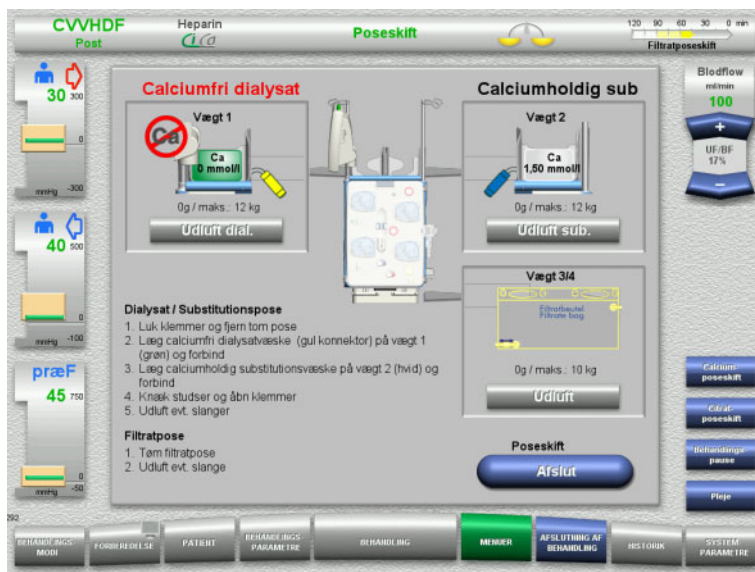 CVVHDF
Post
Heparin
CiCa
Poseskift
120 90 60 30 0 min
Filtratposeskift
30 300
0
mmHg -300
40 500
0
mmHg -100
præF
45 750
0
mmHg -50
Calciumfri dialysat
Vægt 1
Ca
Ca
0 mmol/l
0g / maks.: 12 kg
Udluft dial.
Calciumholdig sub
Vægt 2
Ca
1,50 mmol/l
0g / maks.: 12 kg
Udluft sub.
Vægt 3/4
Filtratbeutel
Filtrate bag
0g / maks.: 10 kg
Udluft
Dialysat / Substitutionspose
1. Luk klemmer og fjern tom pose
2. Læg calciumfri dialysatvæske (gul konnektor) på vægt 1
(grøn) og forbind
3. Læg calciumholdig substitutionsvæske på vægt 2 (hvid) og
forbind
4. Knæk studser og åbn klemmer
5. Udluft evt. slanger
Filtratpose
1. Tøm filtratpose
2. Udluft evt. slange
Poseskift
Afslut
Blodflow
ml/min
100
+
UF/BF
17%
−
Calcium-
poseskift
Citrat-
poseskift
Behandlings-
pause
Pleje
292
BEHANDLINGS-
MODI
FORBEREDELSE
PATIENT
BEHANDLINGS-
PARAMETRE
BEHANDLING
MENUER
AFSLUTNING AF
BEHANDLING
HISTORIK
SYSTEM
PARAMETRE